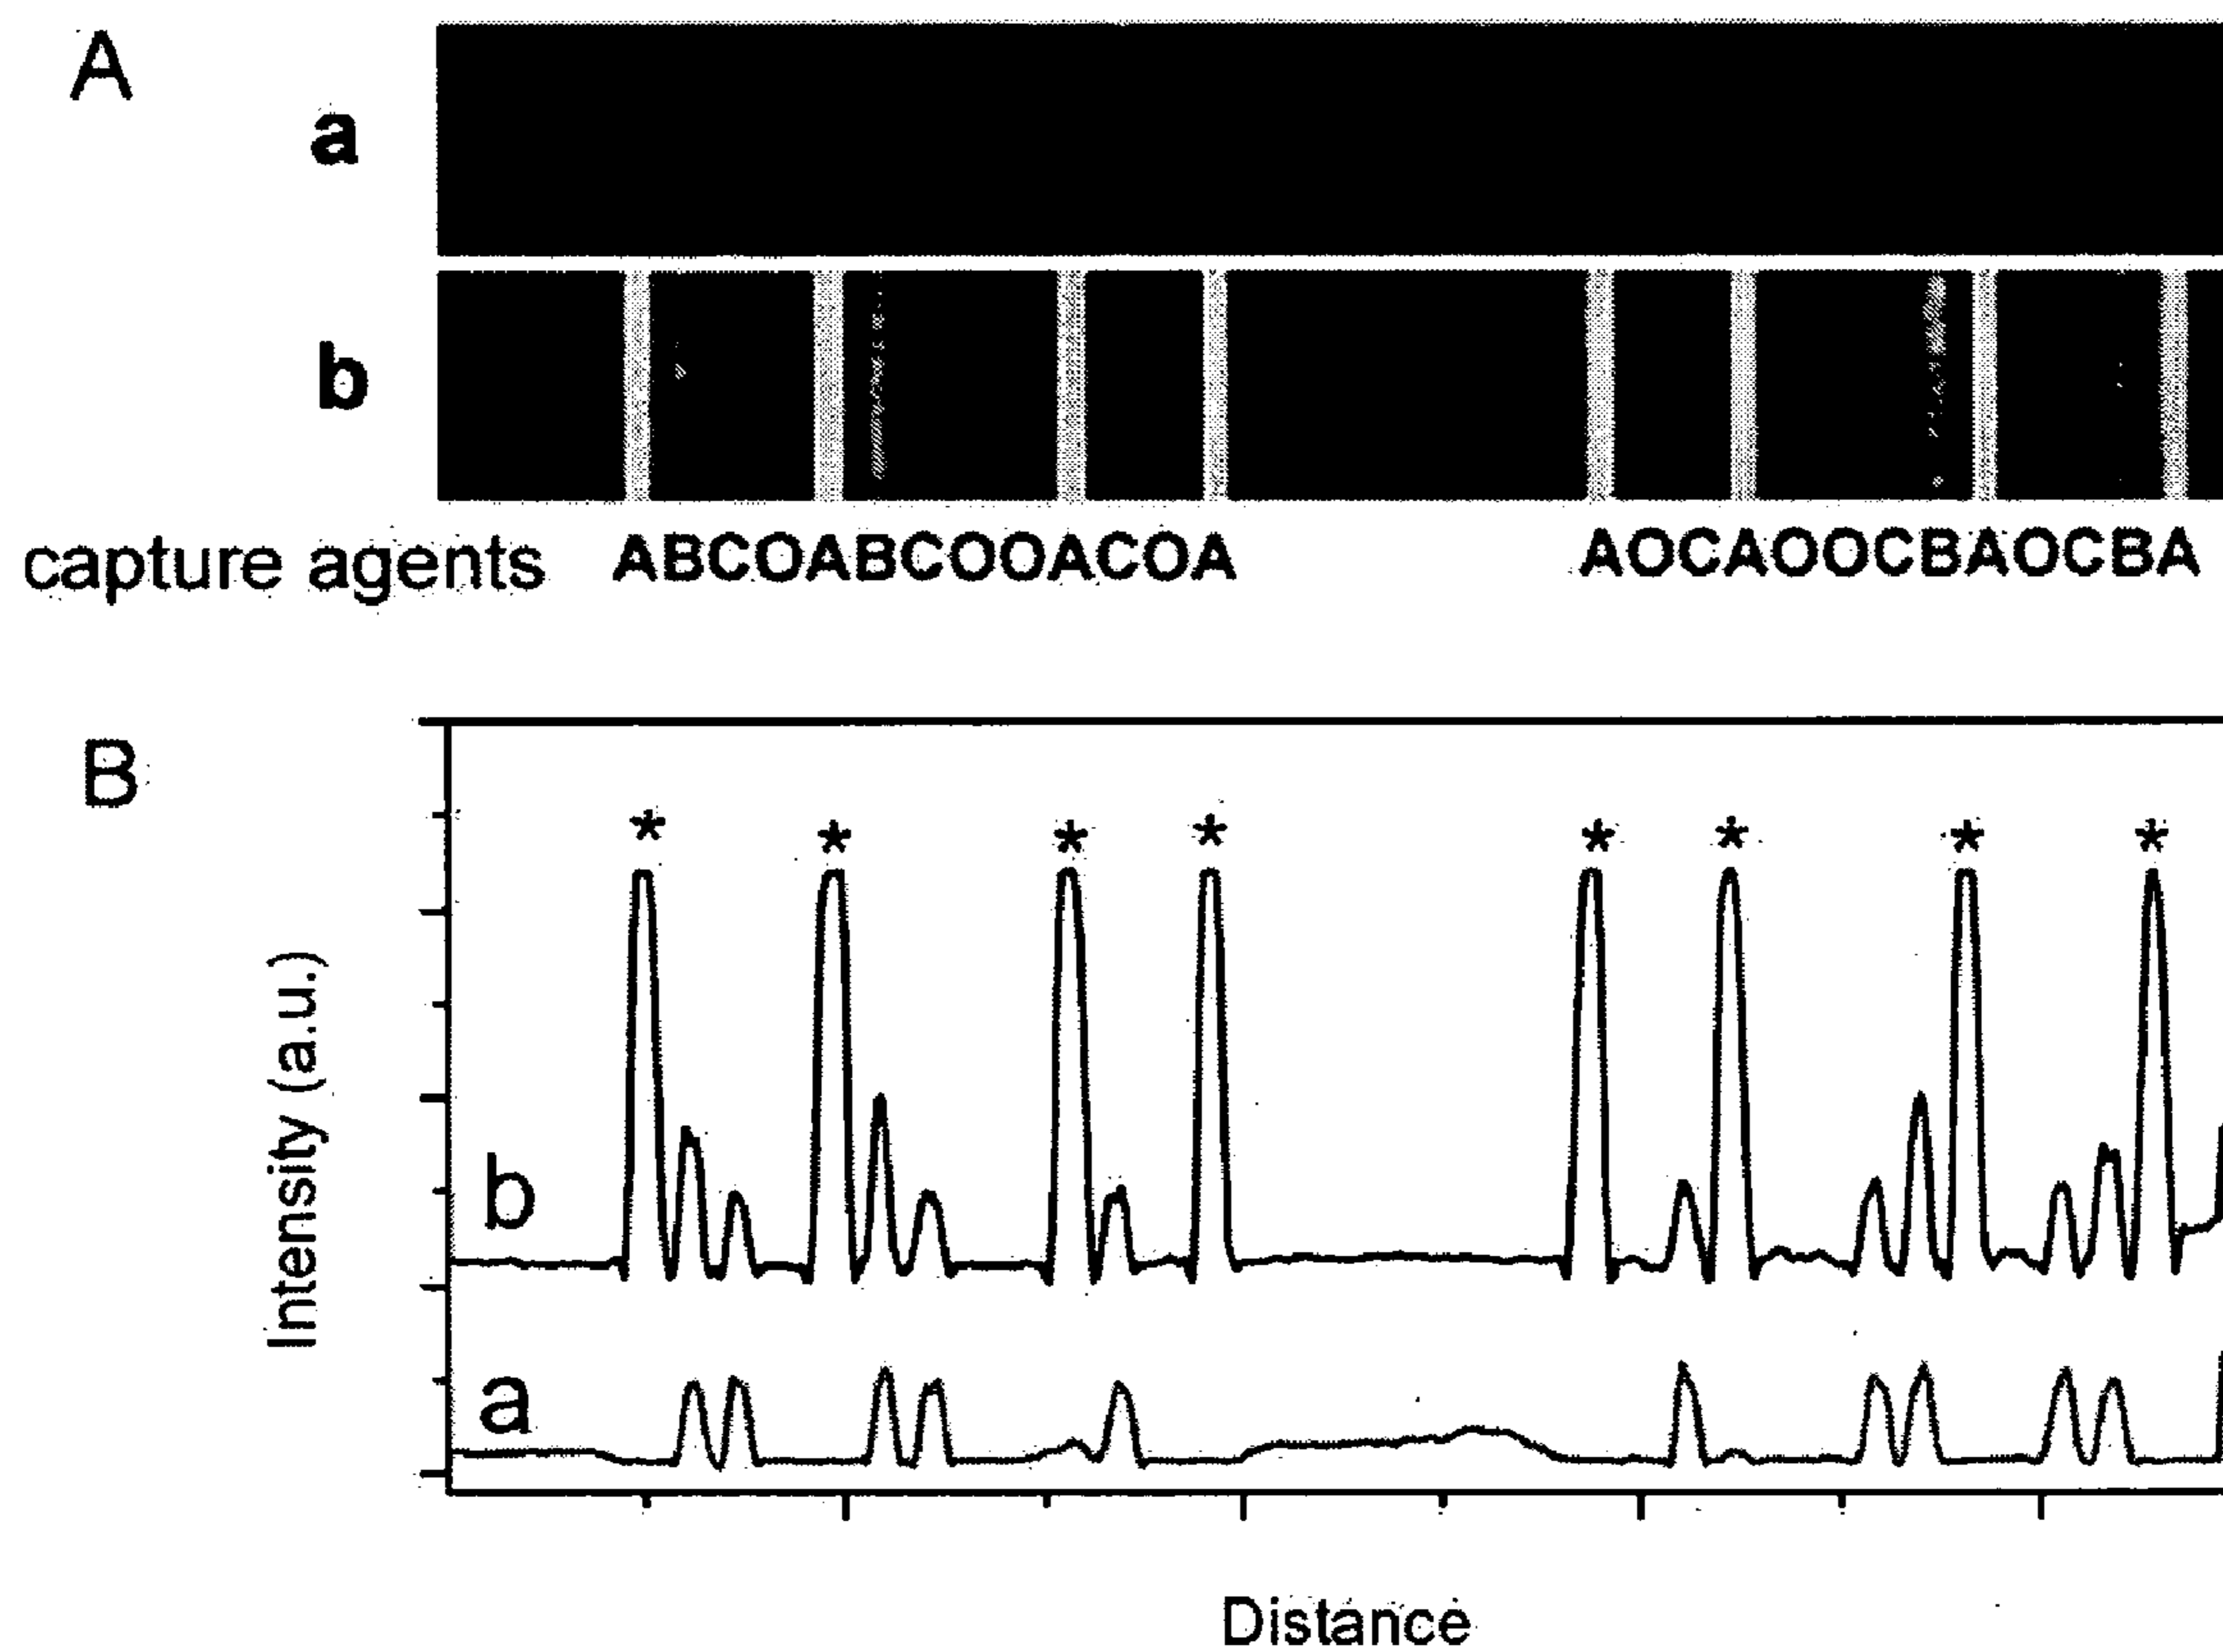 A
a
b
capture agents ABCOABCOOACOA AOCAOOCBAOCBA
B
* * * * * * * *
Intensity (a.u.)
b
a
Distance